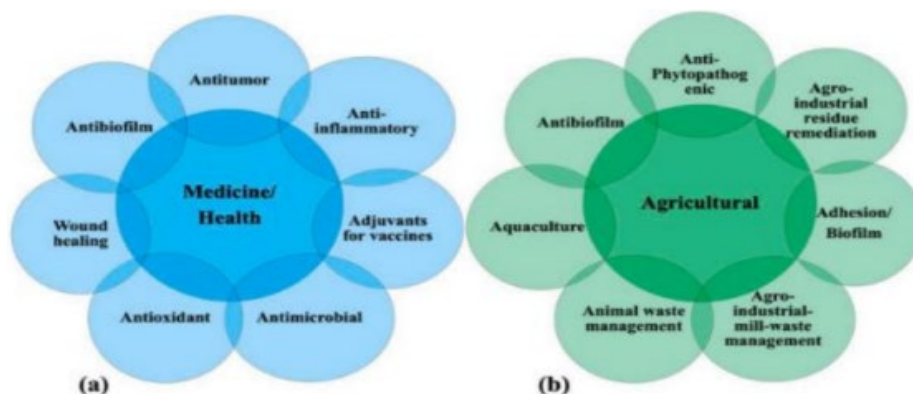 Antitumor
Anti-
inflammatory
Adjuvants
for vaccines
Antimicrobial
Antioxidant
Wound
healing
Antibiofilm
Medicine/
Health
(a)
Anti-
Phytopathog
enic
Agro-
industrial
residue
remediation
Adhesion/
Biofilm
Agro-
industrial-
mill-waste
management
Animal waste
management
Aquaculture
Antibiofilm
Agricultural
(b)